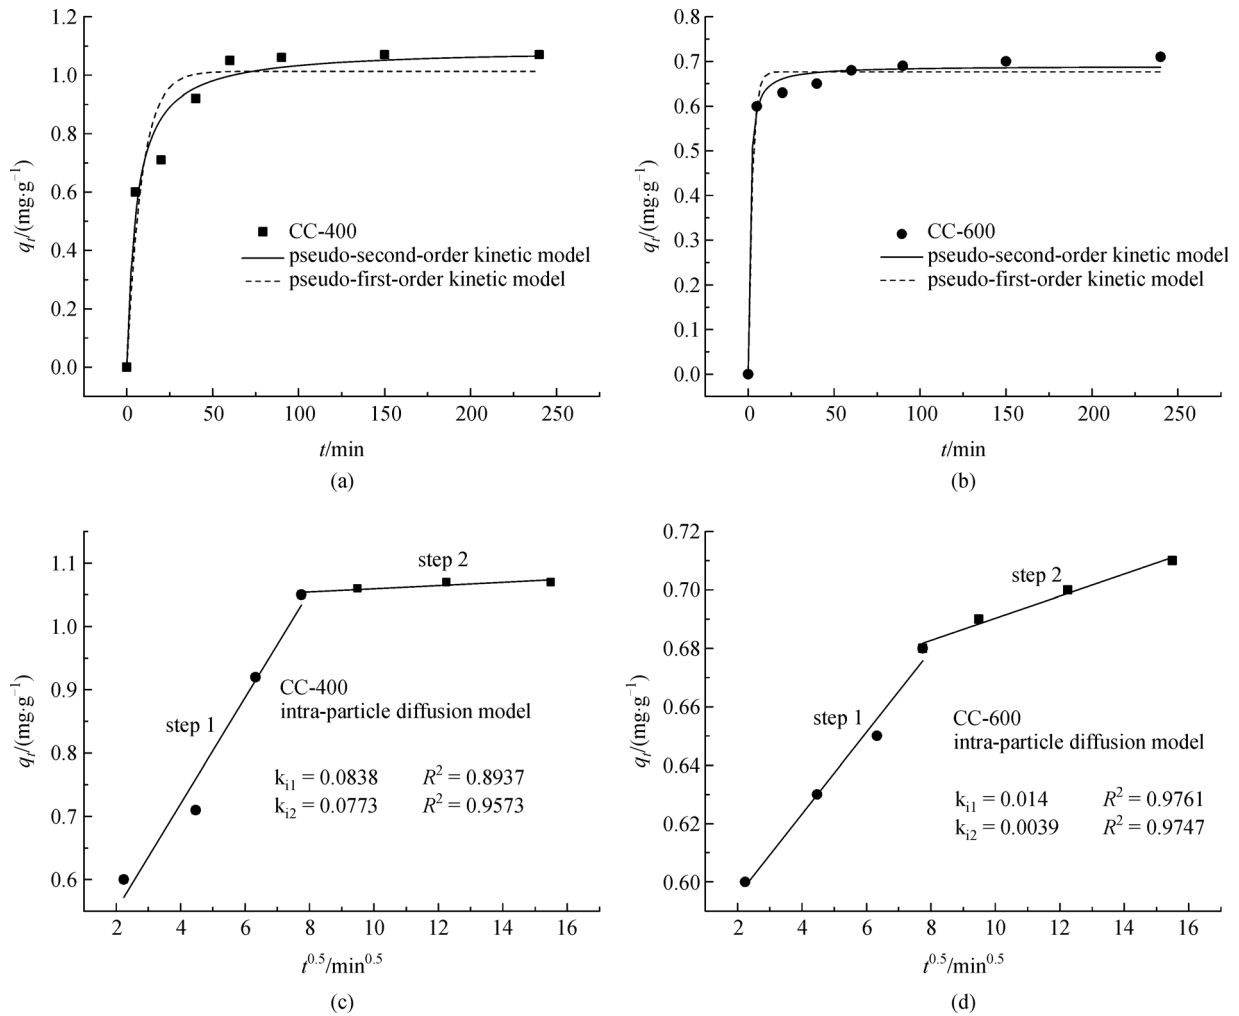 1.2
1.0
0.8
0.6
0.4
0.2
0.0
qt/(mg·g−1)
CC-400
pseudo-second-order kinetic model
pseudo-first-order kinetic model
0 50 100 150 200 250
t/min
(a)
0.8
0.7
0.6
0.5
0.4
0.3
0.2
0.1
0.0
qt/(mg·g−1)
CC-600
pseudo-second-order kinetic model
pseudo-first-order kinetic model
0 50 100 150 200 250
t/min
(b)
1.1
1.0
0.9
0.8
0.7
0.6
qt/(mg·g−1)
step 2
step 1
CC-400
intra-particle diffusion model
ki1 = 0.0838 R2 = 0.8937
ki2 = 0.0773 R2 = 0.9573
2 4 6 8 10 12 14 16
t0.5/min0.5
(c)
0.72
0.70
0.68
0.66
0.64
0.62
0.60
qt/(mg·g−1)
step 2
step 1
CC-600
intra-particle diffusion model
ki1 = 0.014 R2 = 0.9761
ki2 = 0.0039 R2 = 0.9747
2 4 6 8 10 12 14 16
t0.5/min0.5
(d)